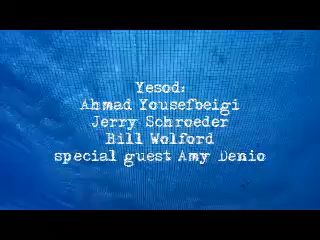 Yesod:
Ahmad Yousefbeigi
Jerry Schroeder
Bill Wolford
special guest Amy Denio